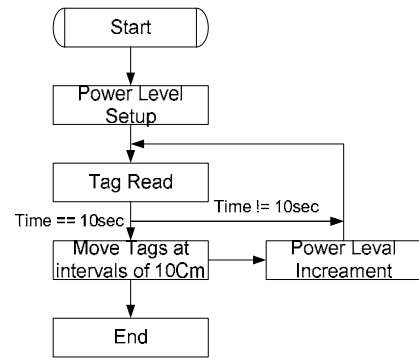 Start
Power Level
Setup
Tag Read
Time != 10sec
Time == 10sec
Move Tags at
intervals of 10Cm
Power Leval
Increament
End